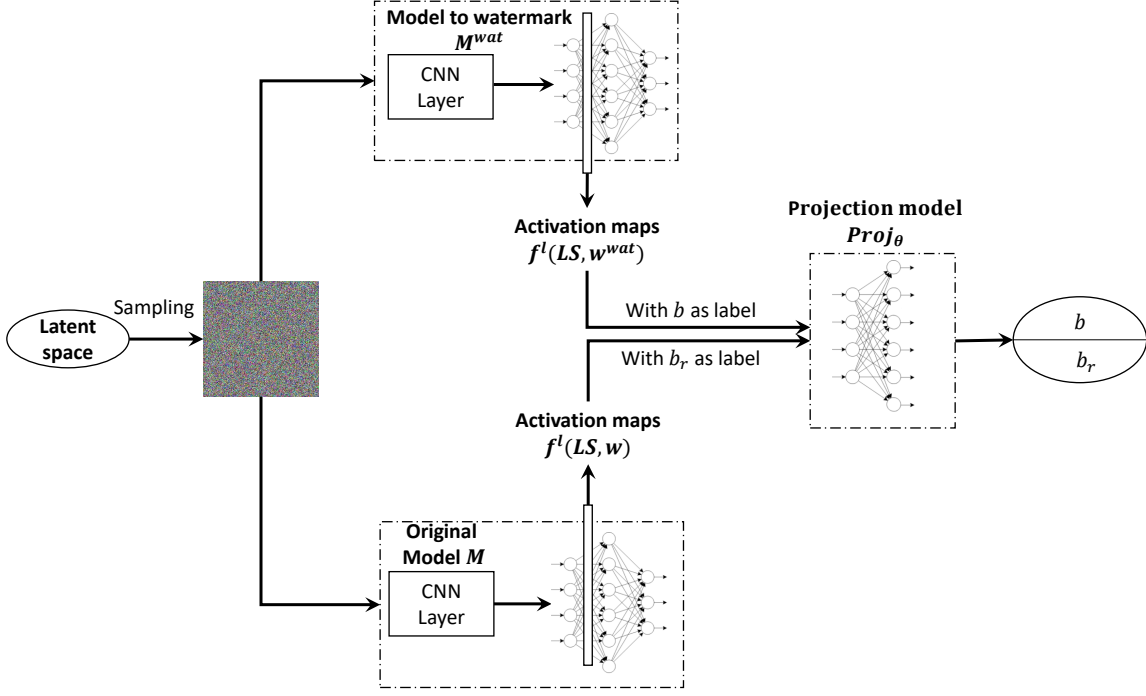 Model to watermark
M^{wat}
CNN
Layer
Activation maps
f^l(LS, w^{wat})
Projection model
Proj_θ
Sampling
Latent
space
With b as label
With b_r as label
b
b_r
Activation maps
f^l(LS, w)
Original
Model M
CNN
Layer